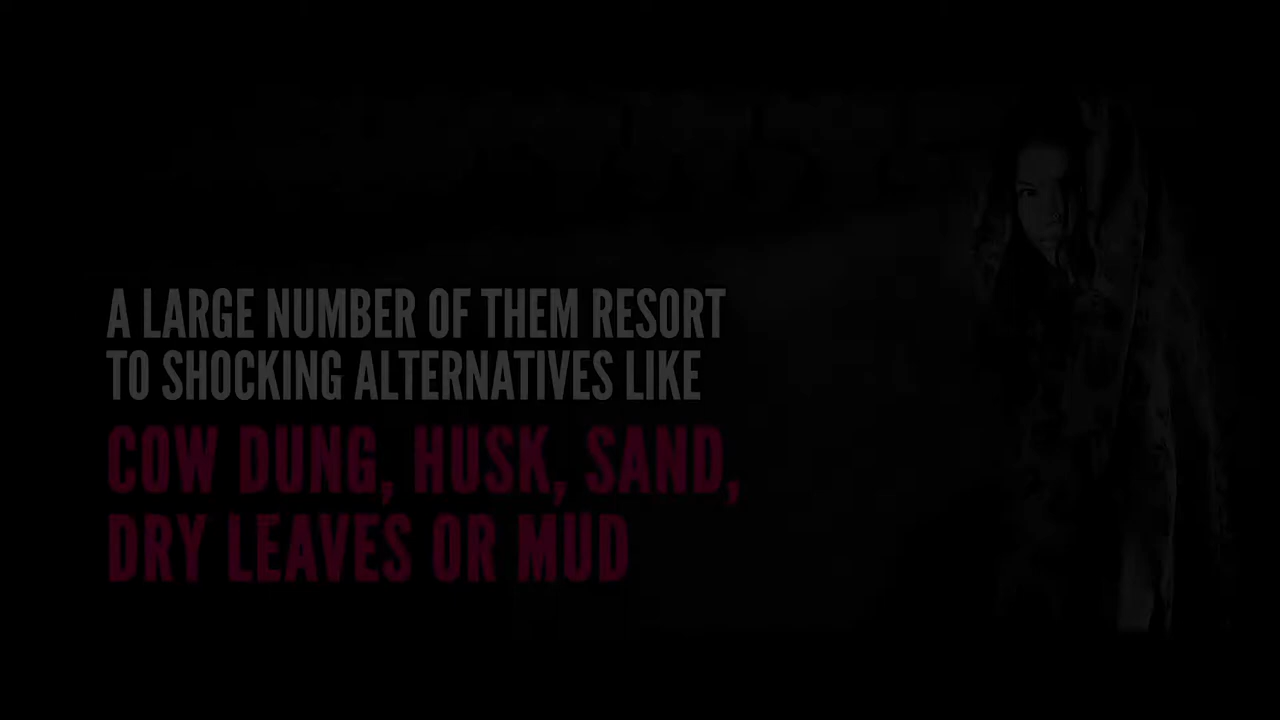 A LARGE NUMBER OF THEM RESORT
TO SHOCKING ALTERNATIVES LIKE
COW DUNG, HUSK, SAND,
DRY LEAVES OR MUD